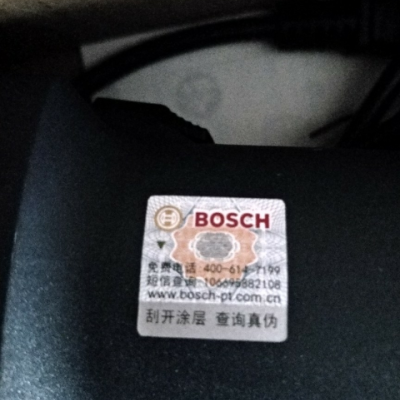 BOSCH
免费电话 400-614-7199
短信查询 106695882108
www.bosch-pt.com.cn
刮开涂层 查询真伪